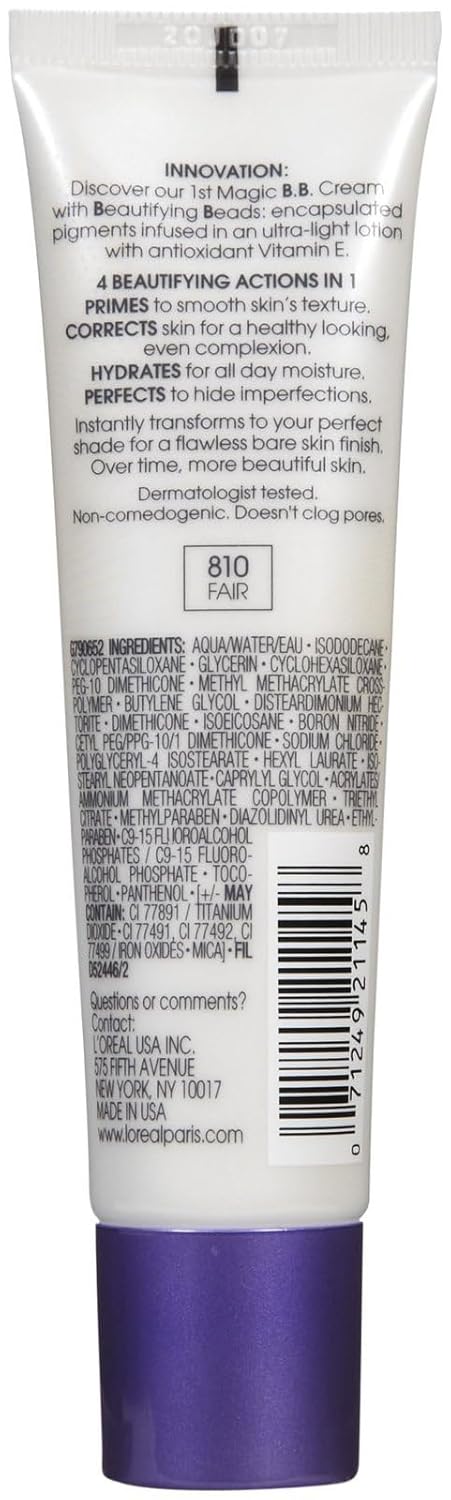 INNOVATION:
Discover our 1st Magic B.B. Cream
with Beautifying Beads: encapsulated
pigments infused in an ultra-light lotion
with antioxidant Vitamin E.
4 BEAUTIFYING ACTIONS IN 1
PRIMES to smooth skin's texture.
CORRECTS skin for a healthy looking,
even complexion.
HYDRATES for all day moisture.
PERFECTS to hide imperfections.
Instantly transforms to your perfect
shade for a flawless bare skin finish.
Over time, more beautiful skin.
Dermatologist tested.
Non-comedogenic. Doesn't clog pores.
810
FAIR
G790652 INGREDIENTS: AQUA/WATER/EAU • ISODODECANE •
CYCLOPENTASILOXANE • GLYCERIN • CYCLOHEXASILOXANE •
PEG-10 DIMETHICONE • METHYL METHACRYLATE CROSS-
POLYMER • BUTYLENE GLYCOL • DISTEARDIMONIUM HEC-
TORITE • DIMETHICONE • ISOEICOSANE • BORON NITRIDE •
CETYL PEG/PPG-10/1 DIMETHICONE • SODIUM CHLORIDE •
POLYGLYCERYL-4 ISOSTEARATE • HEXYL LAURATE • ISO-
STEARYL NEOPENTANOATE • CAPRYLYL GLYCOL • ACRYLATES/
AMMONIUM METHACRYLATE COPOLYMER • TRIETHYL
CITRATE • METHYLPARABEN • DIAZOLIDINYL UREA • ETHYL-
PARABEN • C9-15 FLUOROALCOHOL
PHOSPHATES / C9-15 FLUORO-
ALCOHOL PHOSPHATE • TOCO-
PHEROL • PANTHENOL • [+/- MAY
CONTAIN: CI 77891 / TITANIUM
DIOXIDE • CI 77491, CI 77492, CI
77499 / IRON OXIDES • MICA] • FIL
D52446/2
Questions or comments?
Contact:
L'OREAL USA INC.
575 FIFTH AVENUE
NEW YORK, NY 10017
MADE IN USA
www.lorealparis.com
0 71249 21145 8